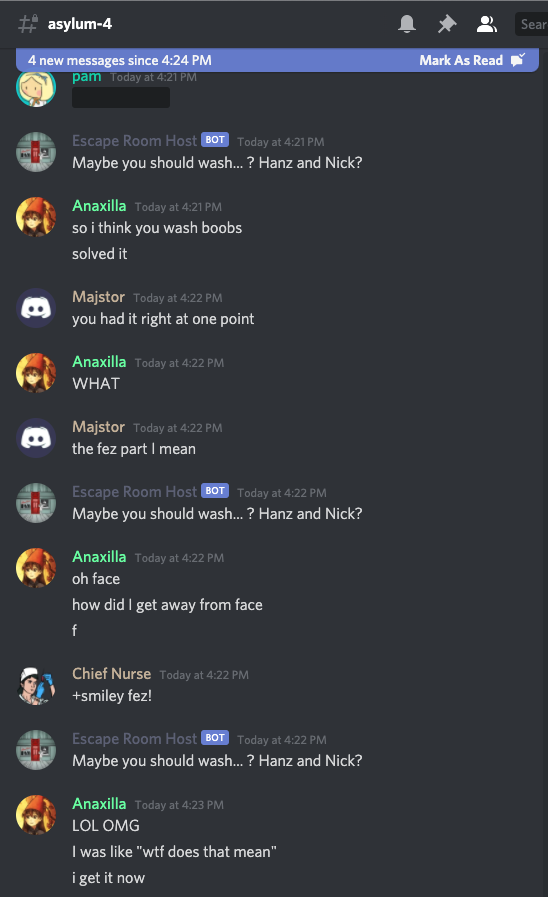 asylum-4
Sear
4 new messages since 4:24 PM Mark As Read
pam Today at 4:21 PM
Escape Room Host BOT Today at 4:21 PM
Maybe you should wash... ? Hanz and Nick?
Anaxilla Today at 4:21 PM
so i think you wash boobs
solved it
Majstor Today at 4:22 PM
you had it right at one point
Anaxilla Today at 4:22 PM
WHAT
Majstor Today at 4:22 PM
the fez part I mean
Escape Room Host BOT Today at 4:22 PM
Maybe you should wash... ? Hanz and Nick?
Anaxilla Today at 4:22 PM
oh face
how did I get away from face
f
Chief Nurse Today at 4:22 PM
+smiley fez!
Escape Room Host BOT Today at 4:22 PM
Maybe you should wash... ? Hanz and Nick?
Anaxilla Today at 4:23 PM
LOL OMG
I was like "wtf does that mean"
i get it now